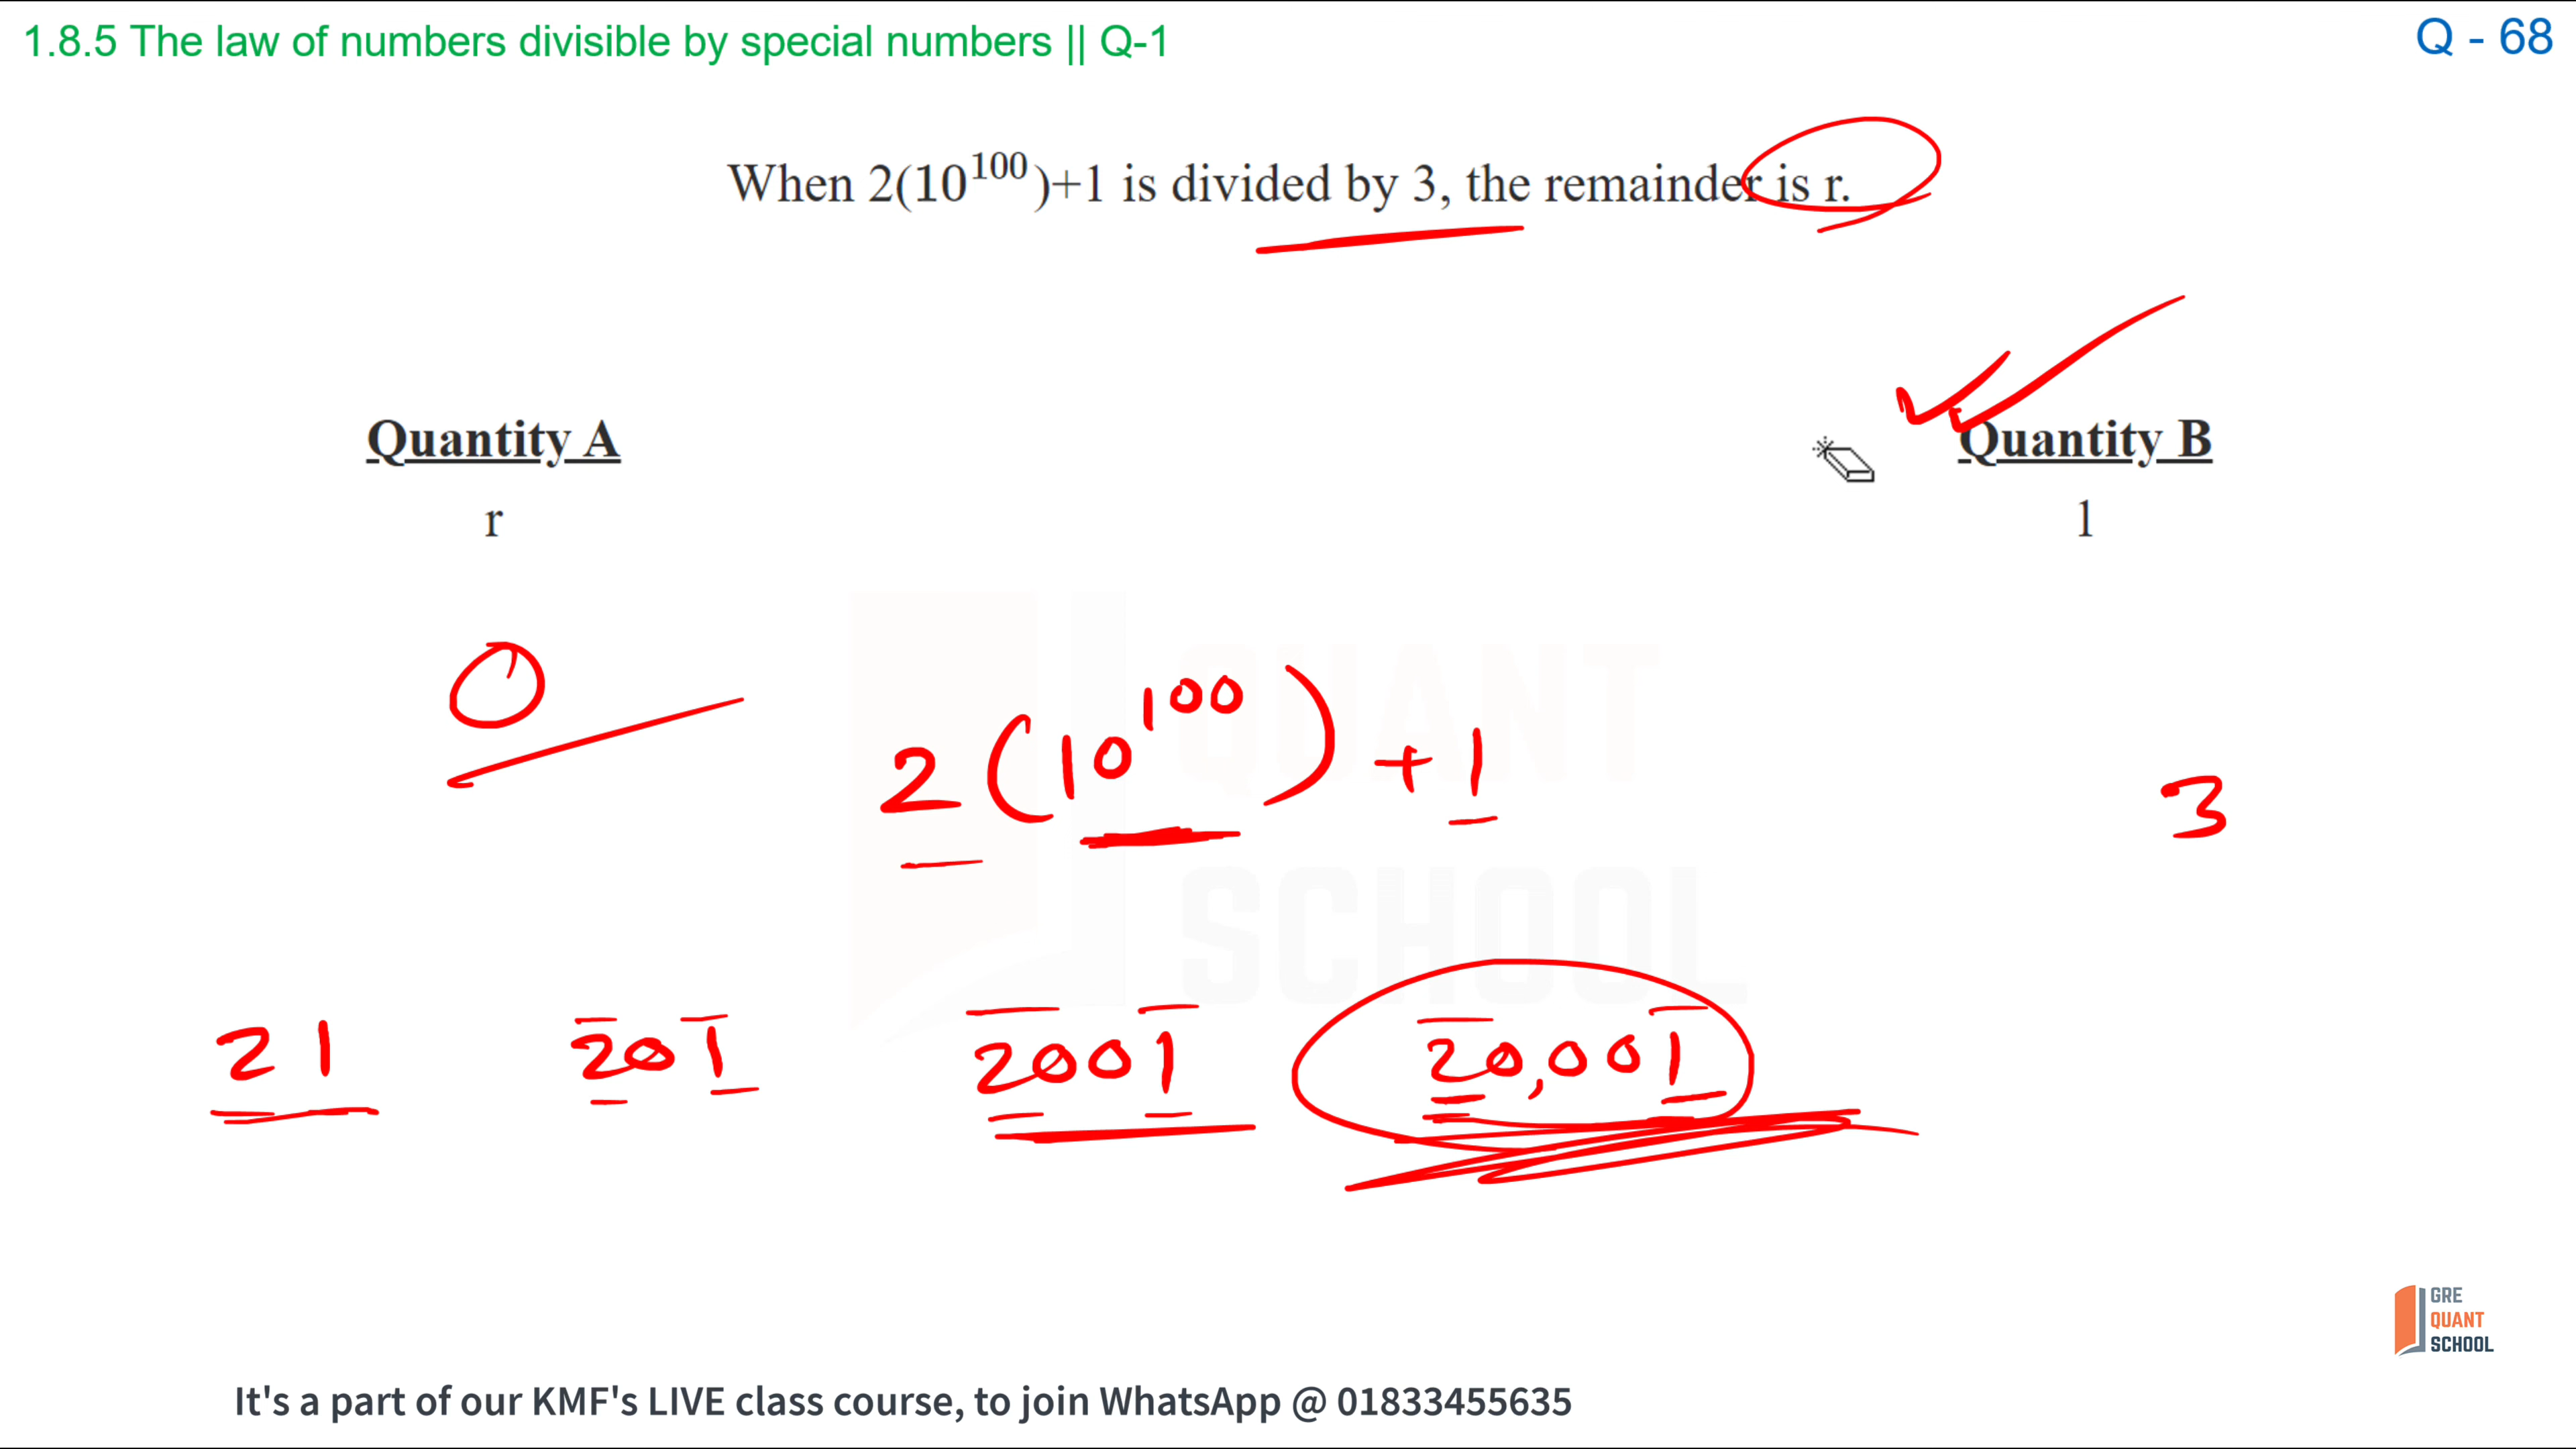 1.8.5 The law of numbers divisible by special numbers || Q-1
Q - 68
When 2(10^100)+1 is divided by 3, the remainder is r.
Quantity A
Quantity B
r
1
0
2(10^100)+1
3
21 201 2001 20,001
QUANT
SCHOOL
GRE
QUANT
SCHOOL
It's a part of our KMF's LIVE class course, to join WhatsApp @ 01833455635